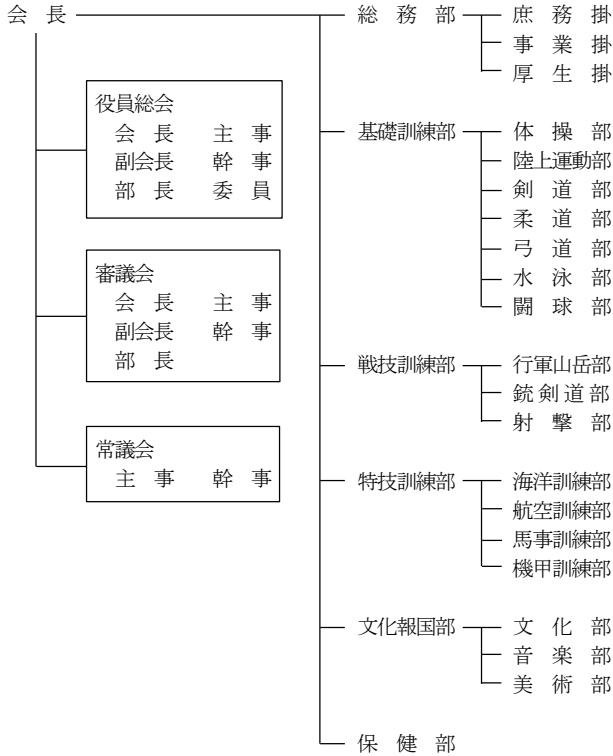 会長
役員総会
会長 主事
副会長 幹事
部長 委員
審議会
会長 主事
副会長 幹事
部長
常議会
主事 幹事
総務部
庶務掛
事業掛
厚生掛
基礎訓練部
体操部
陸上運動部
剣道部
柔道部
弓道部
水泳部
闘球部
戦技訓練部
行軍山岳部
銃剣道部
射撃部
特技訓練部
海洋訓練部
航空訓練部
馬事訓練部
機甲訓練部
文化報国部
文化部
音楽部
美術部
保健部